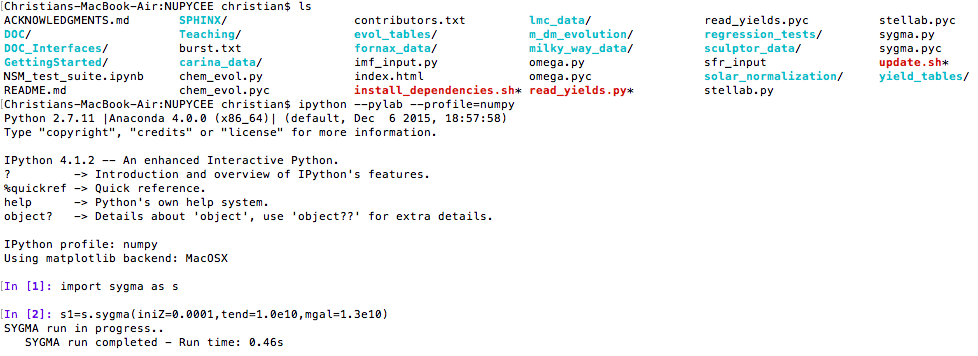 [Christians-MacBook-Air:NUPYCEE christian$ ls
ACKNOWLEDGMENTS.md SPHINX/ contributors.txt lmc_data/ read_yields.pyc stellab.pyc
DOC/ Teaching/ evol_tables/ m_dm_evolution/ regression_tests/ sygma.py
DOC_Interfaces/ burst.txt fornax_data/ milky_way_data/ sculptor_data/ sygma.pyc
GettingStarted/ carina_data/ imf_input.py omega.py sfr_input update.sh*
NSM_test_suite.ipynb chem_evol.py index.html omega.pyc solar_normalization/ yield_tables/
README.md chem_evol.pyc install_dependencies.sh* read_yields.py* stellab.py
[Christians-MacBook-Air:NUPYCEE christian$ ipython --pylab --profile=numpy
Python 2.7.11 |Anaconda 4.0.0 (x86_64)| (default, Dec  6 2015, 18:57:58)
Type "copyright", "credits" or "license" for more information.
IPython 4.1.2 -- An enhanced Interactive Python.
? -> Introduction and overview of IPython's features.
%quickref -> Quick reference.
help -> Python's own help system.
object? -> Details about 'object', use 'object??' for extra details.
IPython profile: numpy
Using matplotlib backend: MacOSX
[In [1]: import sygma as s
[In [2]: s1=s.sygma(iniZ=0.0001,tend=1.0e10,mgal=1.3e10)
SYGMA run in progress..
SYGMA run completed - Run time: 0.46s